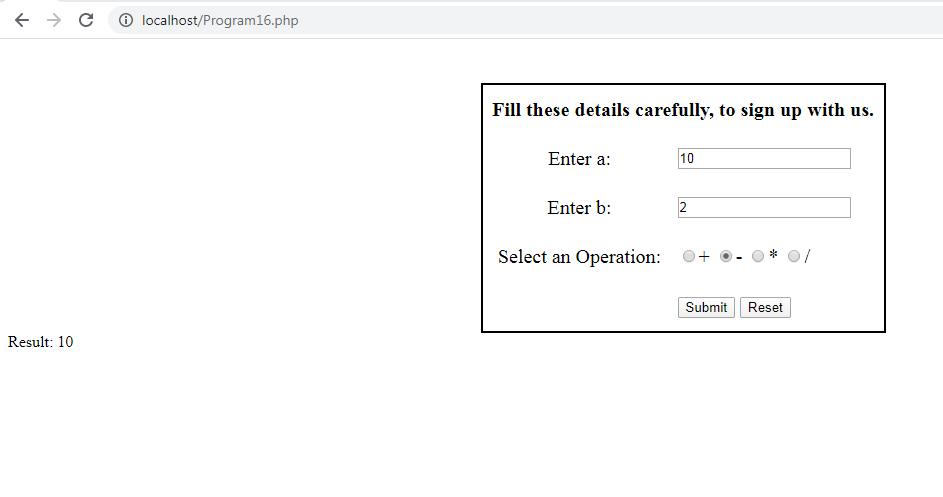 localhost/Program16.php
Fill these details carefully, to sign up with us.
Enter a: 10
Enter b: 2
Select an Operation: + - * /
Submit Reset
Result: 10